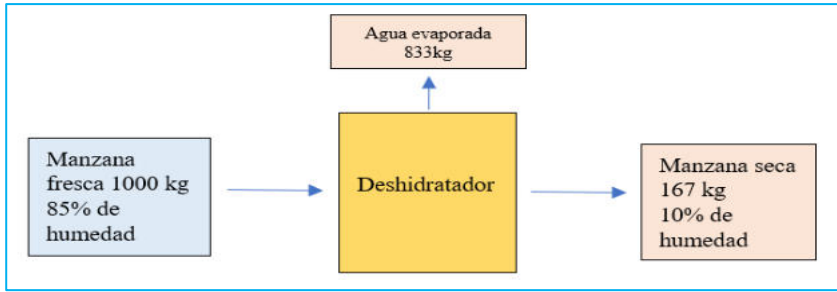 Agua evaporada
833kg
Manzana
fresca 1000 kg
85% de
humedad
Deshidratador
Manzana seca
167 kg
10% de
humedad